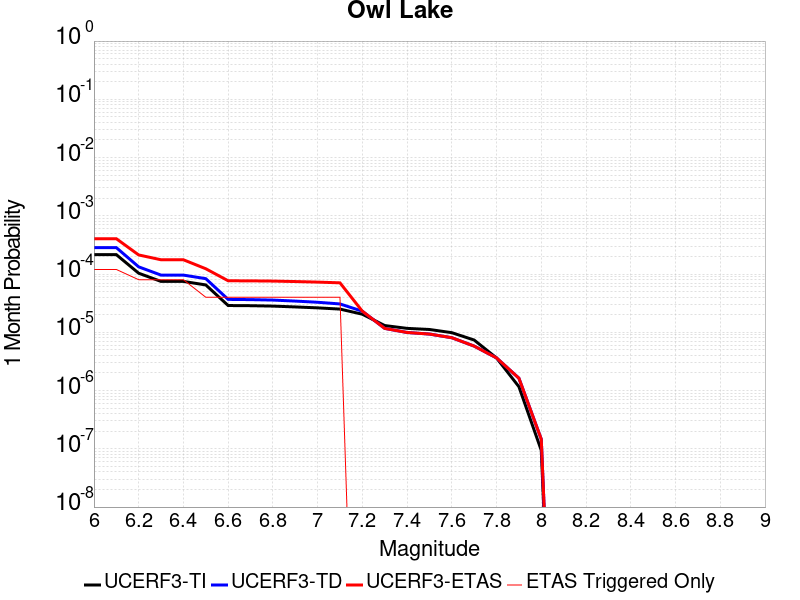 Owl Lake
10^0
10^-1
10^-2
10^-3
10^-4
10^-5
10^-6
10^-7
10^-8
1 Month Probability
6 6.2 6.4 6.6 6.8 7 7.2 7.4 7.6 7.8 8 8.2 8.4 8.6 8.8 9
Magnitude
UCERF3-TI UCERF3-TD UCERF3-ETAS ETAS Triggered Only